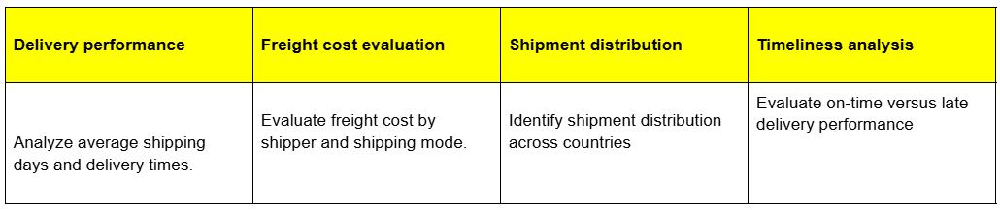 Delivery performance
Freight cost evaluation
Shipment distribution
Timeliness analysis
Analyze average shipping
days and delivery times.
Evaluate freight cost by
shipper and shipping mode.
Identify shipment distribution
across countries
Evaluate on-time versus late
delivery performance